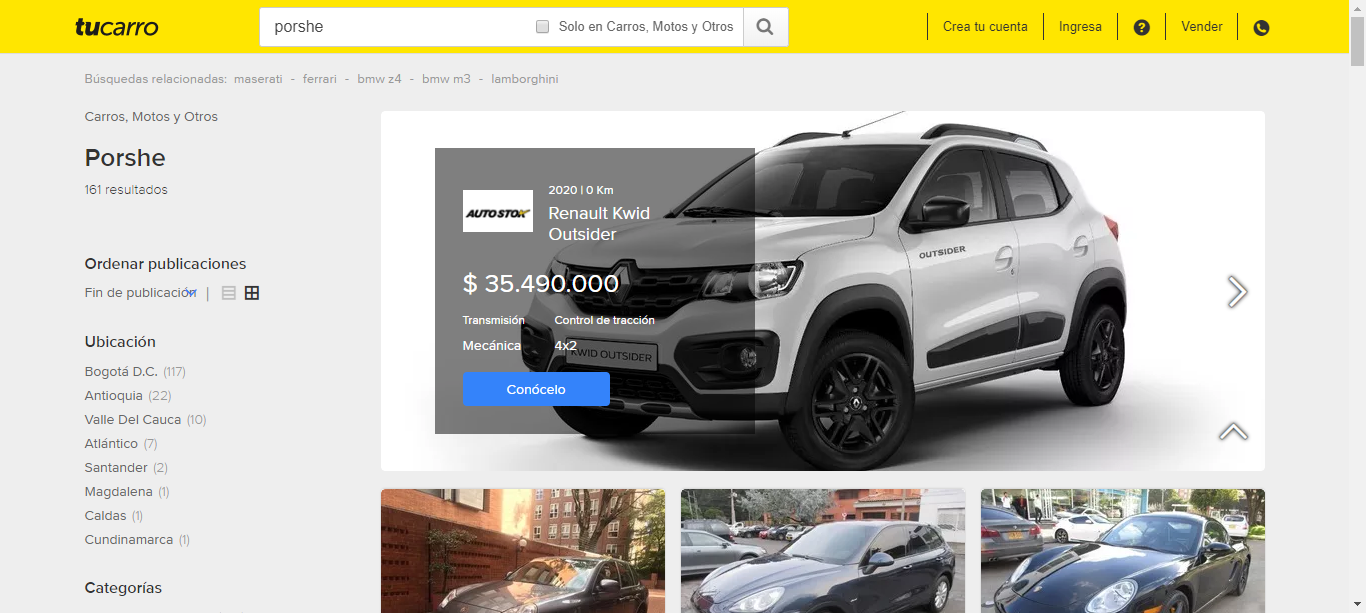 tucarro
porshe
Solo en Carros, Motos y Otros
Crea tu cuenta
Ingresa
?
Vender
Búsquedas relacionadas: maserati - ferrari - bmw z4 - bmw m3 - lamborghini
Carros, Motos y Otros
Porshe
161 resultados
Ordenar publicaciones
Fin de publicación |
Ubicación
Bogotá D.C. (117)
Antioquia (22)
Valle Del Cauca (10)
Atlántico (7)
Santander (2)
Magdalena (1)
Caldas (1)
Cundinamarca (1)
Categorías
AUTO STOK
2020 | 0 Km
Renault Kwid
Outsider
$ 35.490.000
Transmisión
Control de tracción
Mecánica
4x2
Conócelo
KWID OUTSIDER
OUTSIDER